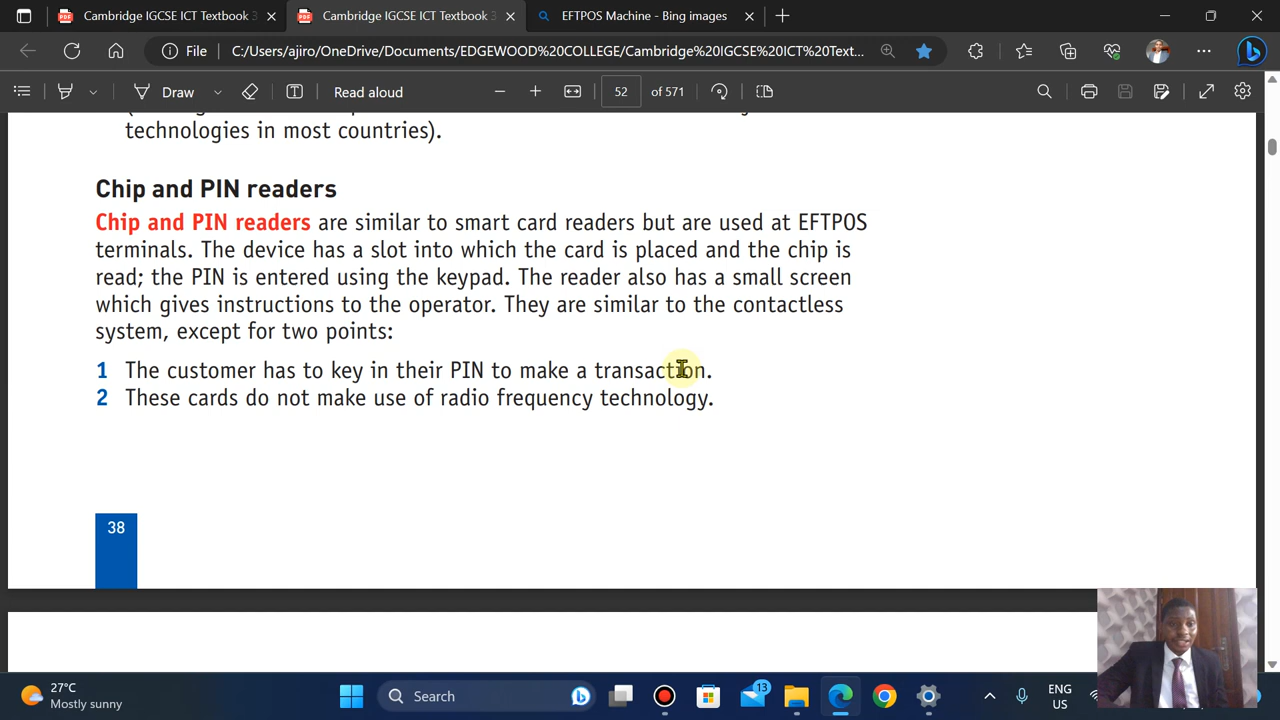 Cambridge IGCSE ICT Textbook 3
Cambridge IGCSE ICT Textbook 3
EFTPOS Machine - Bing images
File
C:/Users/ajiro/OneDrive/Documents/EDGEWOOD%20COLLEGE/Cambridge%20IGCSE%20ICT%20Text...
Draw
Read aloud
52 of 571
technologies in most countries).
Chip and PIN readers
Chip and PIN readers are similar to smart card readers but are used at EFTPOS
terminals. The device has a slot into which the card is placed and the chip is
read; the PIN is entered using the keypad. The reader also has a small screen
which gives instructions to the operator. They are similar to the contactless
system, except for two points:
1 The customer has to key in their PIN to make a transaction.
2 These cards do not make use of radio frequency technology.
38
27°C
Mostly sunny
Search
13
ENG
US